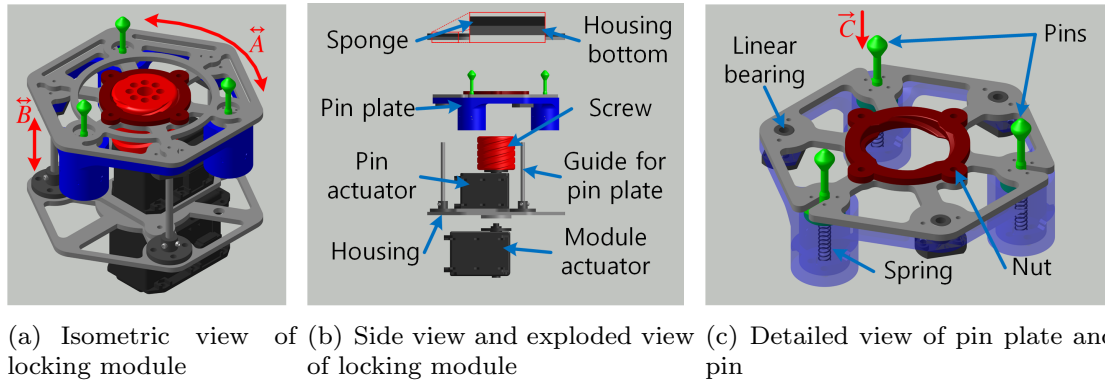 A
B
Sponge
Housing
bottom
Pin plate
Screw
Pin
actuator
Guide for
pin plate
Housing
Module
actuator
C
Pins
Linear
bearing
Spring
Nut
(a) Isometric view of
locking module
(b) Side view and exploded view
of locking module
(c) Detailed view of pin plate and
pin